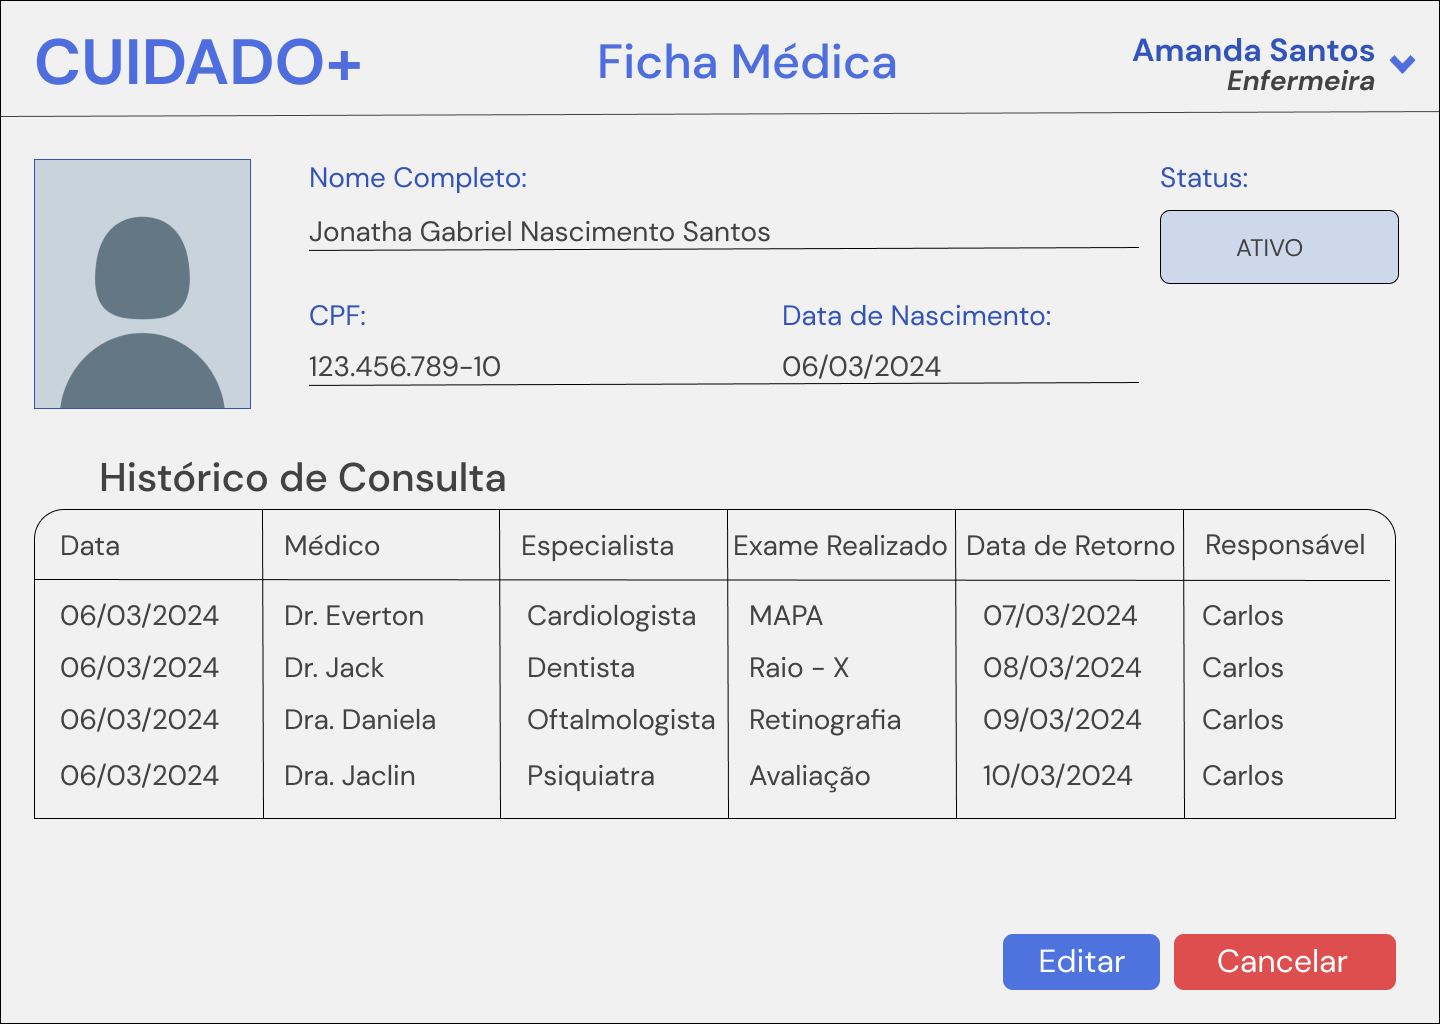 CUIDADO+
Ficha Médica
Amanda Santos
Enfermeira
Nome Completo:
Status:
Jonatha Gabriel Nascimento Santos
ATIVO
CPF:
Data de Nascimento:
123.456.789-10
06/03/2024
Histórico de Consulta
Data Médico Especialista Exame Realizado Data de Retorno Responsável
06/03/2024 Dr. Everton Cardiologista MAPA 07/03/2024 Carlos
06/03/2024 Dr. Jack Dentista Raio - X 08/03/2024 Carlos
06/03/2024 Dra. Daniela Oftalmologista Retinografia 09/03/2024 Carlos
06/03/2024 Dra. Jaclin Psiquiatra Avaliação 10/03/2024 Carlos
Editar
Cancelar